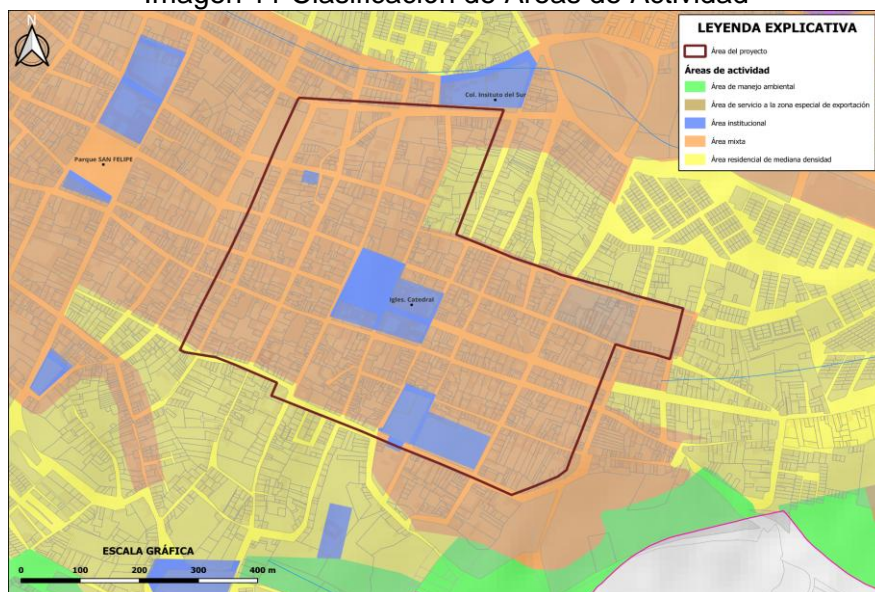 Imagen 11 Clasificación de Áreas de Actividad
N
LEYENDA EXPLICATIVA
Área del proyecto
Áreas de actividad
Área de manejo ambiental
Área de servicio a la zona especial de exportación
Área institucional
Área mixta
Área residencial de mediana densidad
Col. Insituto del Sur
Parque SAN FELIPE
Igles. Catedral
ESCALA GRÁFICA
0 100 200 300 400 m